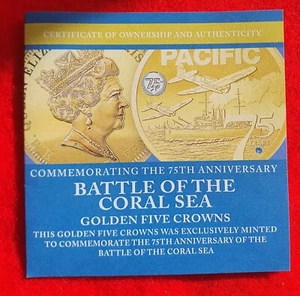 CERTIFICATE OF OWNERSHIP AND AUTHENTICITY
PACIFIC
75
75
COMMEMORATING THE 75TH ANNIVERSARY
BATTLE OF THE
CORAL SEA
GOLDEN FIVE CROWNS
THIS GOLDEN FIVE CROWNS WAS EXCLUSIVELY MINTED
TO COMMEMORATE THE 75TH ANNIVERSARY OF THE
BATTLE OF THE CORAL SEA